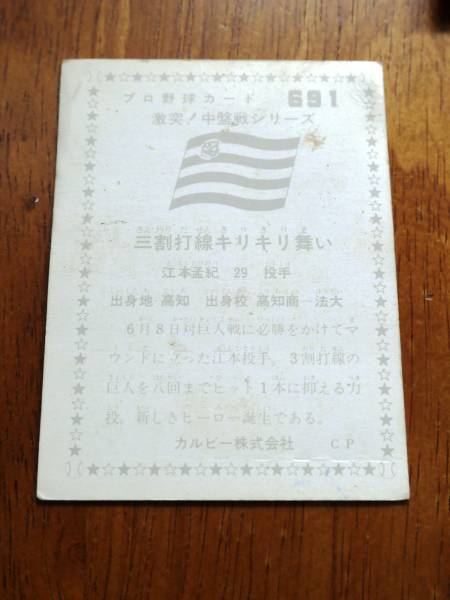 プロ野球カード 691
激突!中盤戦シリーズ
三割打線キリキリ舞い
江本孟紀 29 投手
出身地 高知 出身校 高知商―法大
6月8日対巨人戦に必勝をかけてマ
ウンドに立った江本投手。3割打線の
巨人を八回までヒット1本に抑える力
投。新しきヒーロー誕生である。
カルビー株式会社 CP